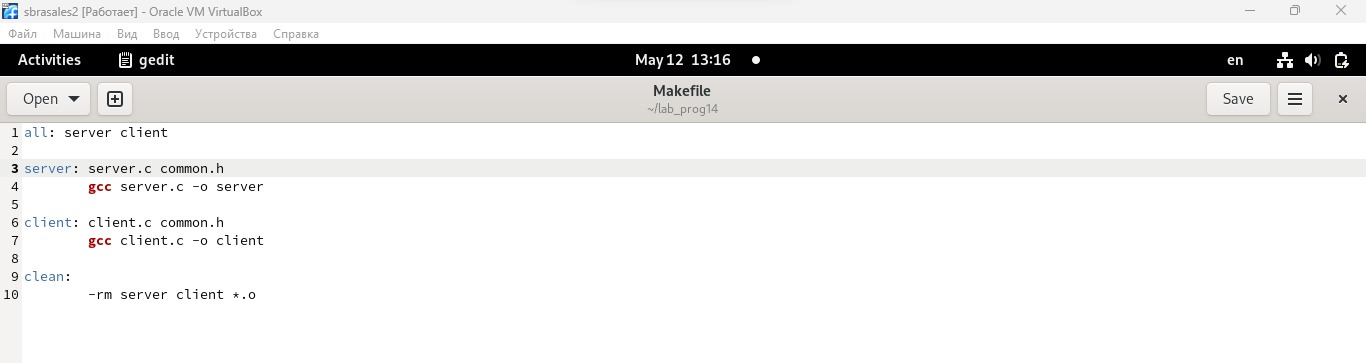 sbrasales2 [Работает] - Oracle VM VirtualBox
Файл Машина Вид Ввод Устройства Справка
Activities gedit May 12 13:16 en
Open Makefile Save
~/lab_prog14
1 all: server client
2
3 server: server.c common.h
4 gcc server.c -o server
5
6 client: client.c common.h
7 gcc client.c -o client
8
9 clean:
10 -rm server client *.o